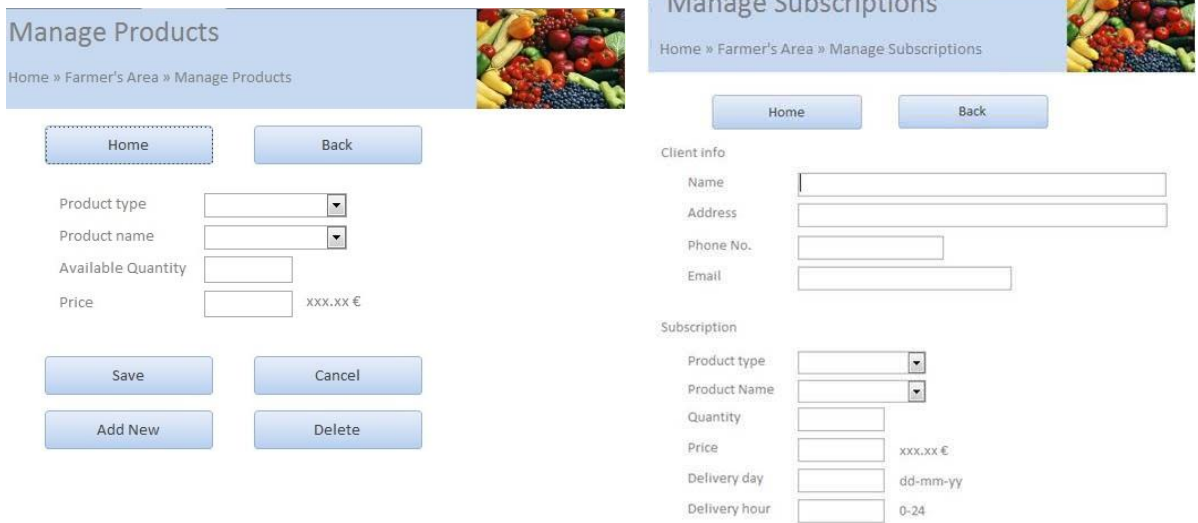 Manage Products
Home » Farmer's Area » Manage Products
Home Back
Product type
Product name
Available Quantity
Price xxx.xx €
Save Cancel
Add New Delete
Manage Subscriptions
Home » Farmer's Area » Manage Subscriptions
Home Back
Client info
Name
Address
Phone No.
Email
Subscription
Product type
Product Name
Quantity
Price xxx.xx €
Delivery day dd-mm-yy
Delivery hour 0-24